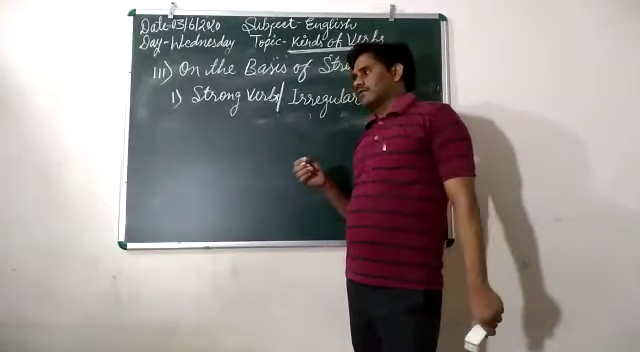 Date-03/6/2020 Subject-English
Day-Wednesday Topic-Kinds of Verbs
III) On the Basis of
I) Strong Verb/Irregular